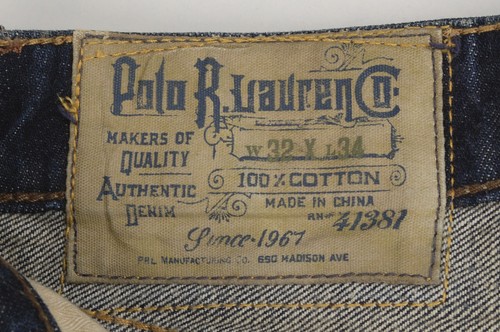 Polo R. Lauren Co:
MAKERS OF
QUALITY
AUTHENTIC
DENIM
W 32 X L 34
100% COTTON
MADE IN CHINA
RN# 41381
Since 1967
PRL MANUFACTURING CO. 650 MADISON AVE